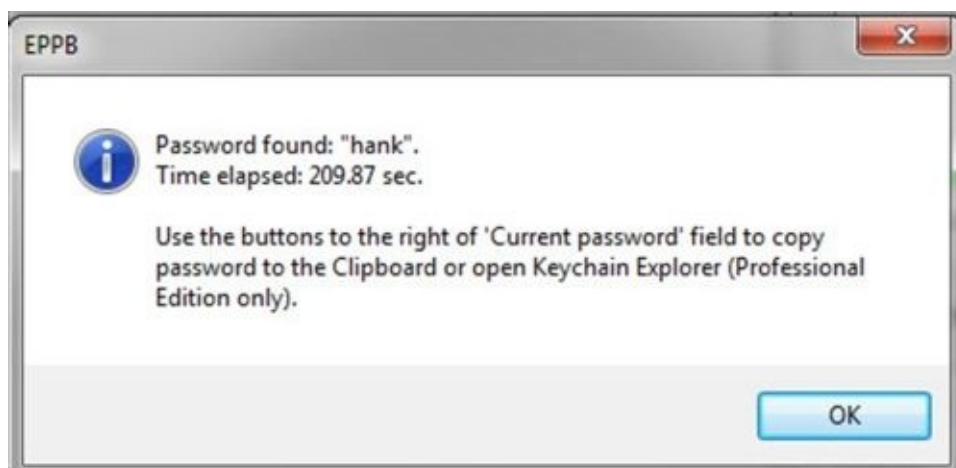 EPPB
Password found: "hank".
Time elapsed: 209.87 sec.
Use the buttons to the right of 'Current password' field to copy
password to the Clipboard or open Keychain Explorer (Professional
Edition only).
OK